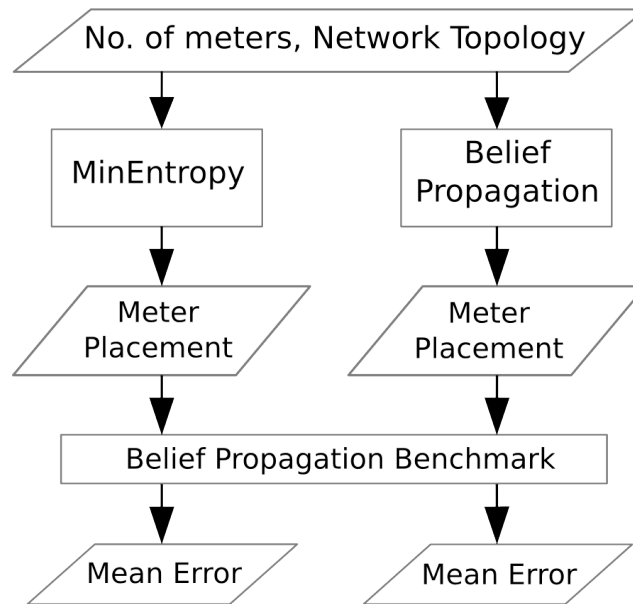 No. of meters, Network Topology
MinEntropy
Belief
Propagation
Meter
Placement
Meter
Placement
Belief Propagation Benchmark
Mean Error
Mean Error